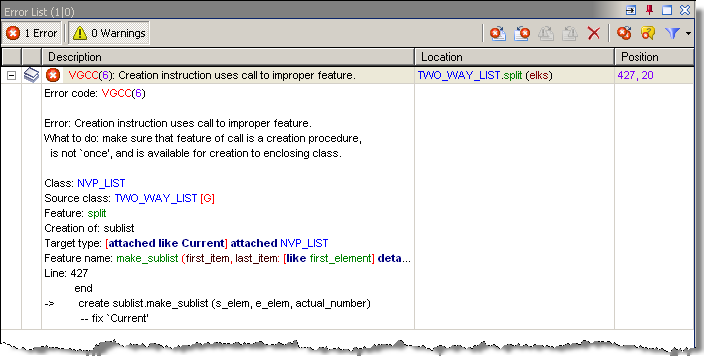 Error List (1|0)
1 Error 0 Warnings
Description Location Position
VGCC(6): Creation instruction uses call to improper feature. TWO_WAY_LIST.split (elks) 427, 20
Error code: VGCC(6)
Error: Creation instruction uses call to improper feature.
What to do: make sure that feature of call is a creation procedure,
is not `once', and is available for creation to enclosing class.
Class: NVP_LIST
Source class: TWO_WAY_LIST [G]
Feature: split
Creation of: sublist
Target type: [attached like Current] attached NVP_LIST
Feature name: make_sublist (first_item, last_item: [like first_element] deta...
Line: 427
end
-> create sublist.make_sublist (s_elem, e_elem, actual_number)
-- fix `Current'